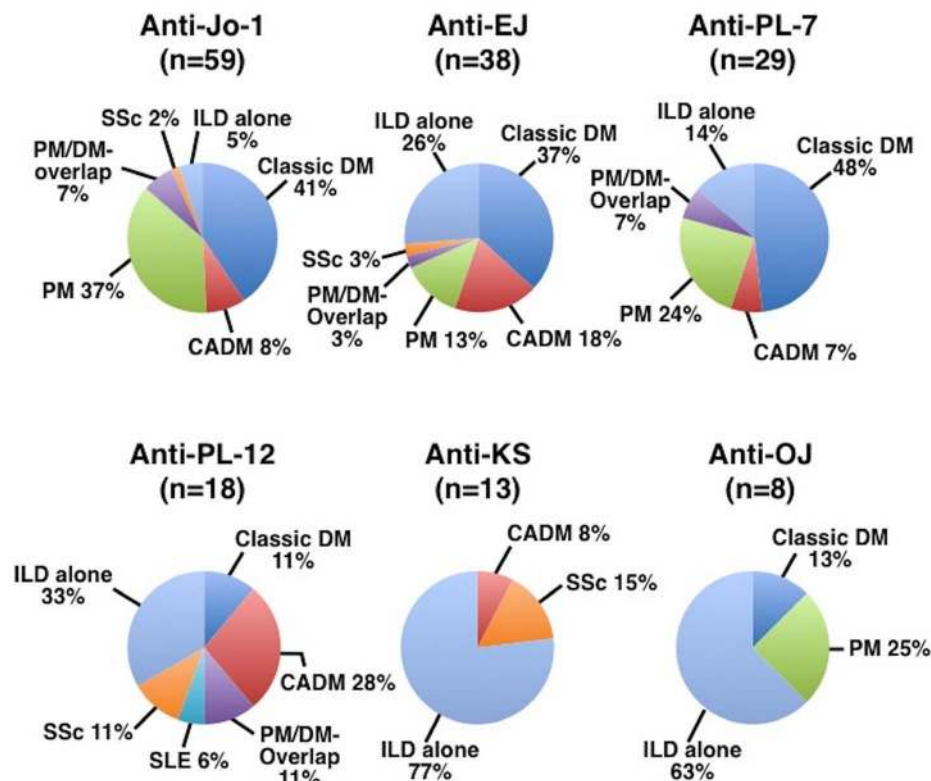 Anti-Jo-1
(n=59)
Anti-EJ
(n=38)
Anti-PL-7
(n=29)
SSc 2%
ILD alone
5%
PM/DM-
overlap
7%
Classic DM
41%
PM 37%
CADM 8%
ILD alone
26%
Classic DM
37%
SSc 3%
PM/DM-
Overlap
3%
PM 13%
CADM 18%
ILD alone
14%
Classic DM
48%
PM/DM-
Overlap
7%
PM 24%
CADM 7%
Anti-PL-12
(n=18)
Anti-KS
(n=13)
Anti-OJ
(n=8)
Classic DM
11%
ILD alone
33%
CADM 28%
SSc 11%
SLE 6%
PM/DM-
Overlap
11%
CADM 8%
SSc 15%
ILD alone
77%
Classic DM
13%
PM 25%
ILD alone
63%